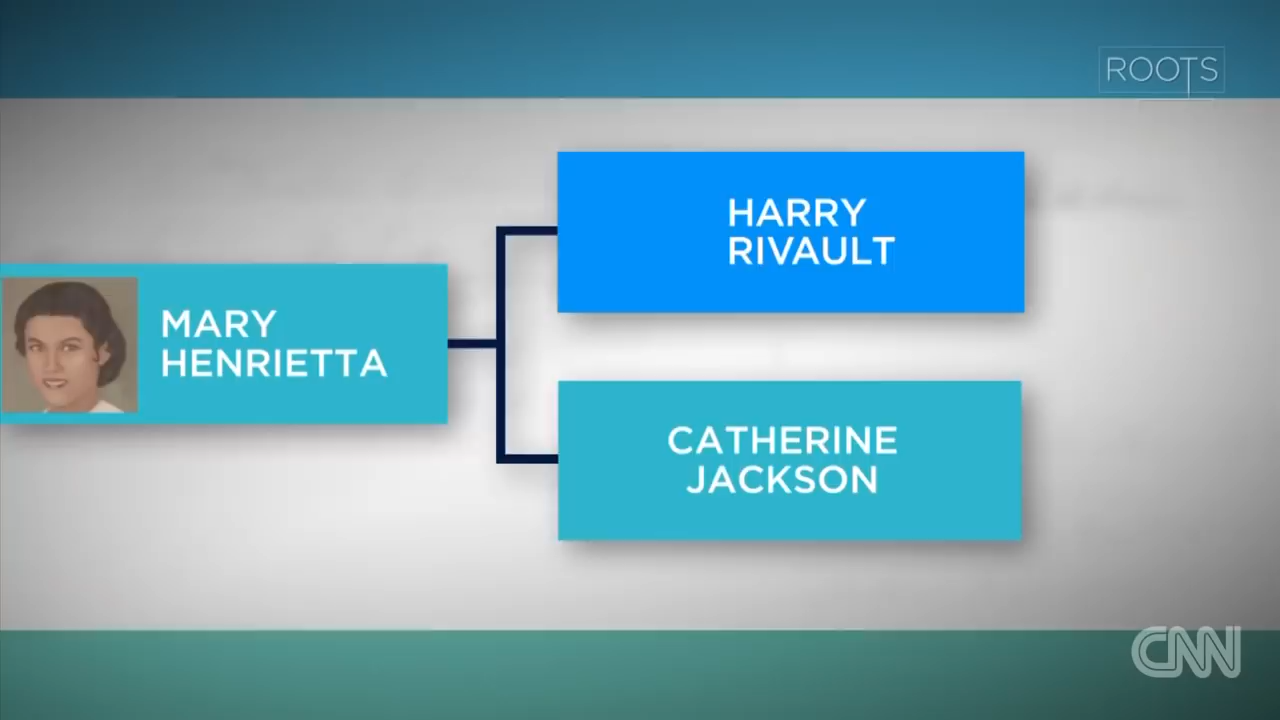 ROOTS
HARRY
RIVAULT
MARY
HENRIETTA
CATHERINE
JACKSON
CNN